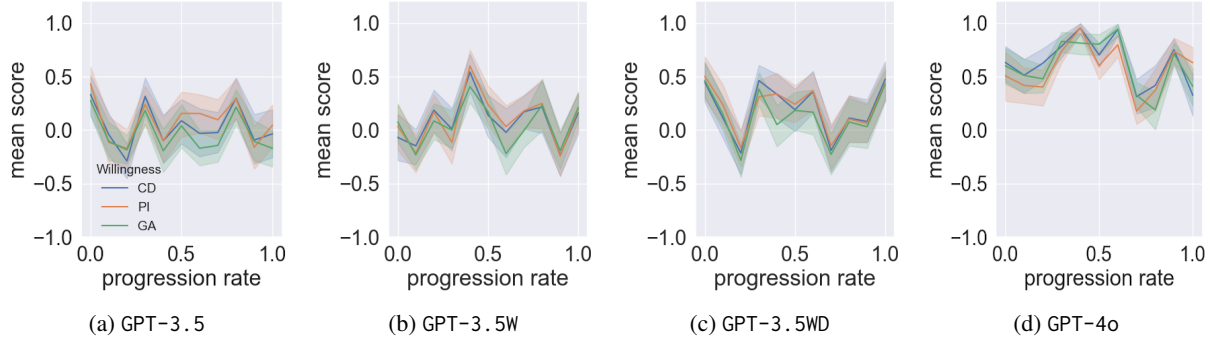 1.0
0.5
0.0
−0.5
−1.0
mean score
0.0 0.5 1.0
progression rate
Willingness
CD
PI
GA
(a) GPT-3.5
1.0
0.5
0.0
−0.5
−1.0
mean score
0.0 0.5 1.0
progression rate
(b) GPT-3.5W
1.0
0.5
0.0
−0.5
−1.0
mean score
0.0 0.5 1.0
progression rate
(c) GPT-3.5WD
1.0
0.5
0.0
−0.5
−1.0
mean score
0.0 0.5 1.0
progression rate
(d) GPT-4o